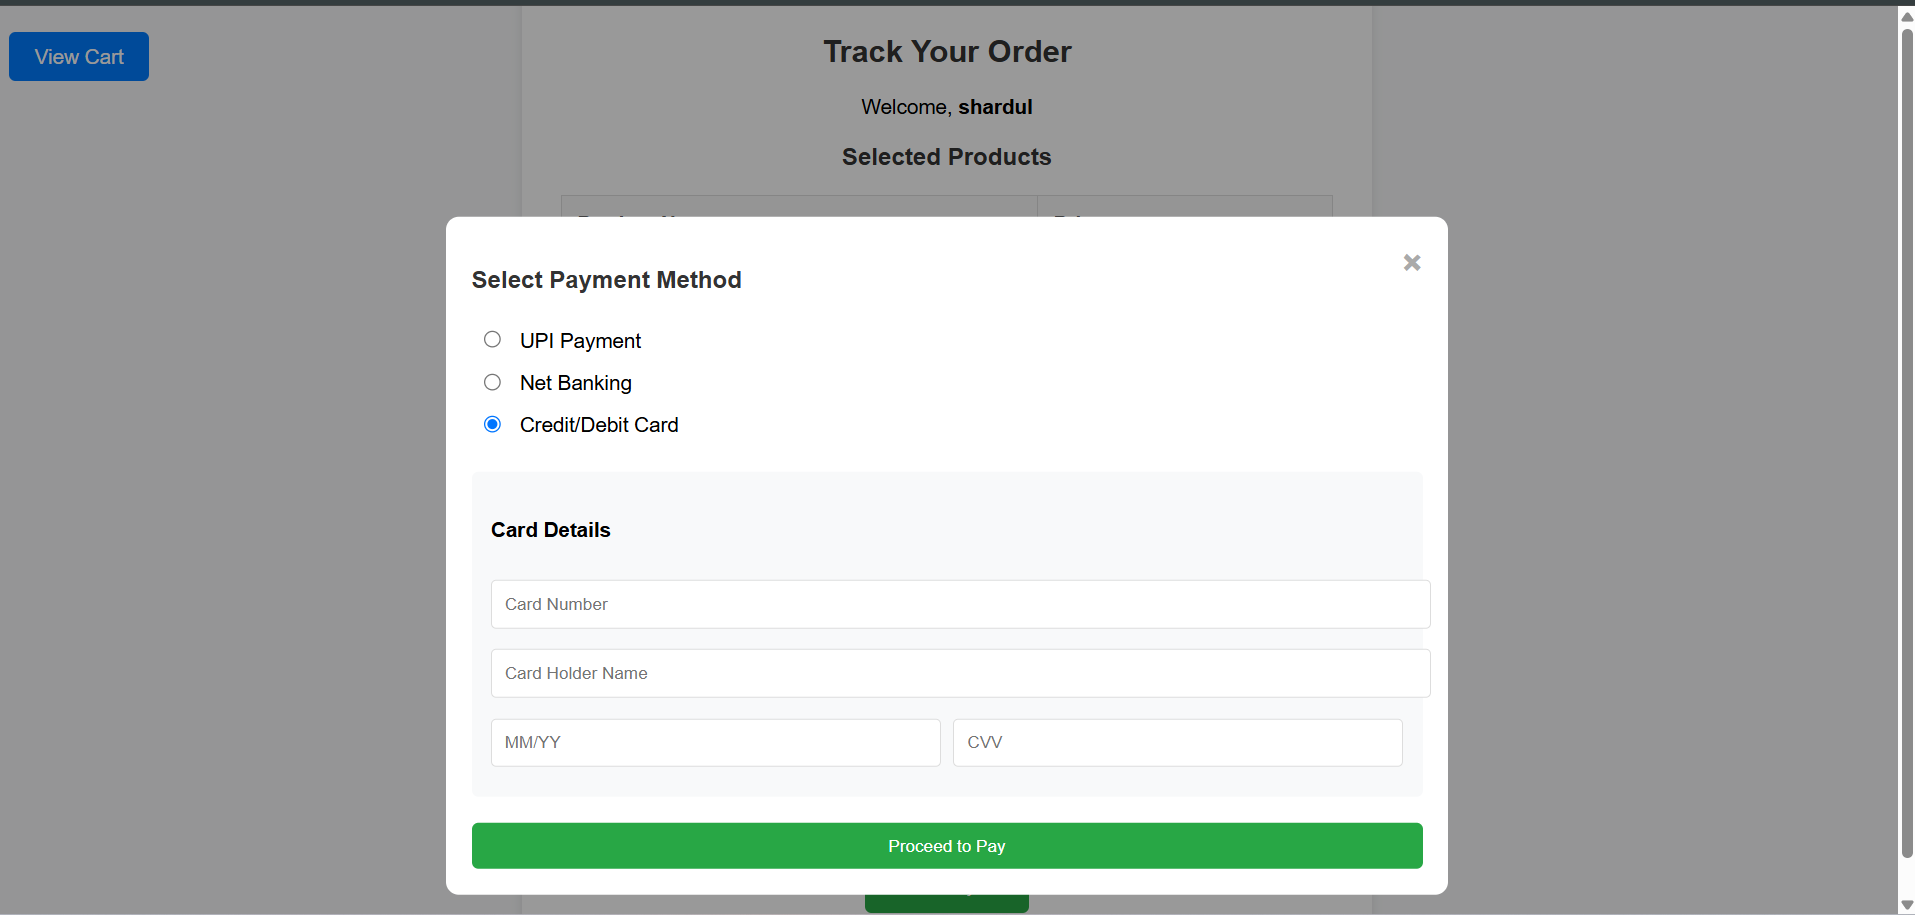 View Cart
Track Your Order
Welcome, shardul
Selected Products
Select Payment Method
UPI Payment
Net Banking
Credit/Debit Card
Card Details
Card Number
Card Holder Name
MM/YY
CVV
Proceed to Pay